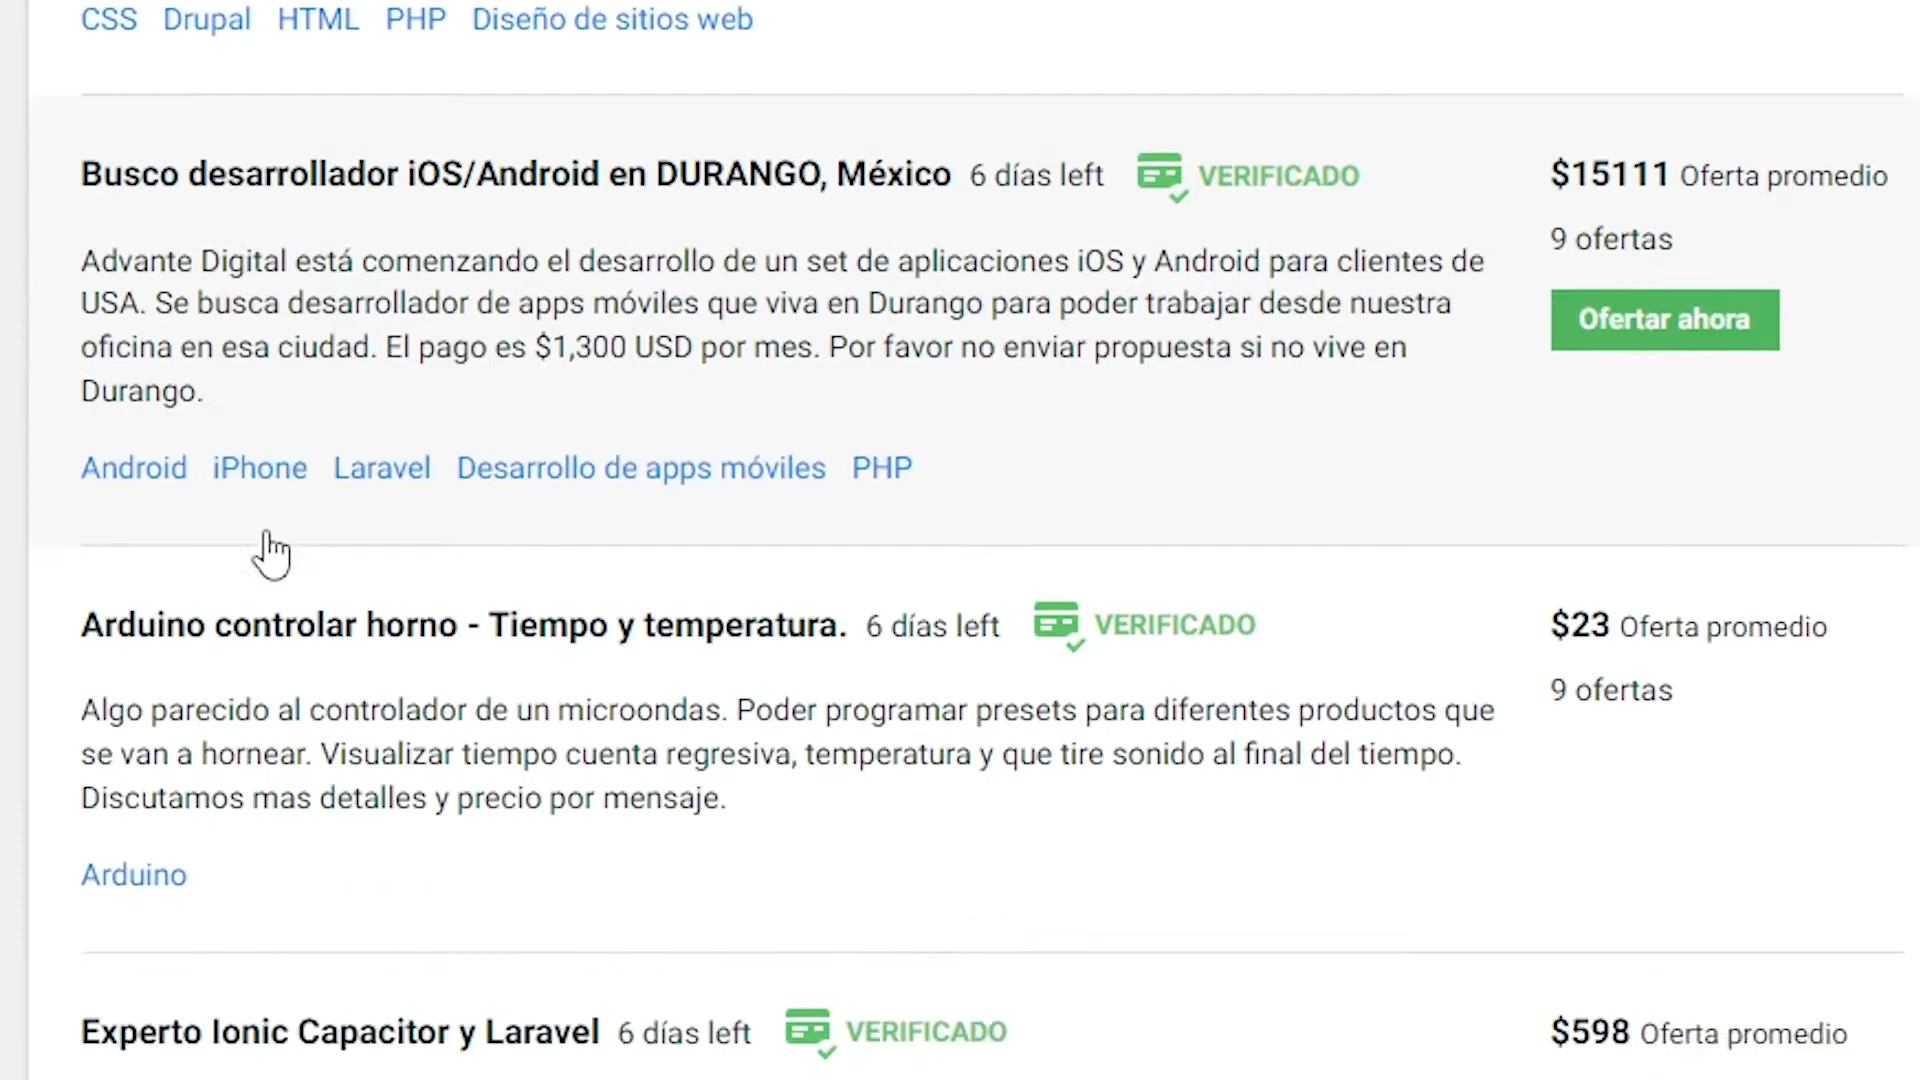 CSS Drupal HTML PHP Diseño de sitios web
Busco desarrollador iOS/Android en DURANGO, México 6 días left VERIFICADO $15111 Oferta promedio
9 ofertas
Advante Digital está comenzando el desarrollo de un set de aplicaciones iOS y Android para clientes de
USA. Se busca desarrollador de apps móviles que viva en Durango para poder trabajar desde nuestra
oficina en esa ciudad. El pago es $1,300 USD por mes. Por favor no enviar propuesta si no vive en
Durango.
Ofertar ahora
Android iPhone Laravel Desarrollo de apps móviles PHP
Arduino controlar horno - Tiempo y temperatura. 6 días left VERIFICADO $23 Oferta promedio
9 ofertas
Algo parecido al controlador de un microondas. Poder programar presets para diferentes productos que
se van a hornear. Visualizar tiempo cuenta regresiva, temperatura y que tire sonido al final del tiempo.
Discutamos mas detalles y precio por mensaje.
Arduino
Experto Ionic Capacitor y Laravel 6 días left VERIFICADO $598 Oferta promedio